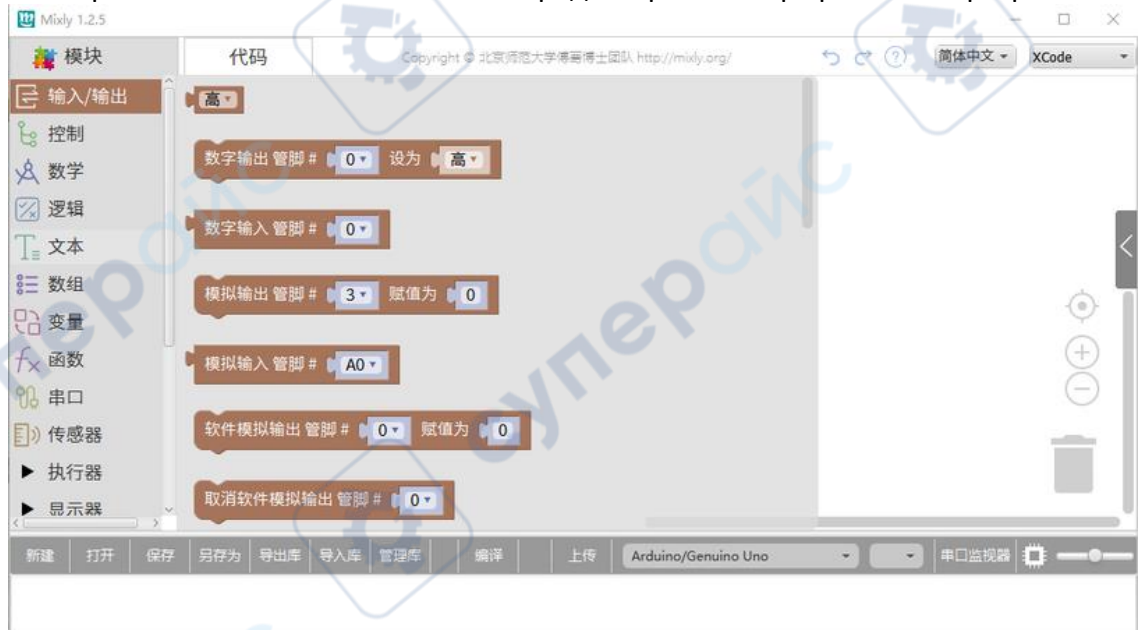 Mixly 1.2.5
模块
代码
Copyright © 北京师范大学傅骞博士团队 http://mixly.org/
简体中文
XCode
输入/输出
控制
数学
逻辑
文本
数组
变量
函数
串口
传感器
执行器
显示器
高
数字输出 管脚 # 0 设为 高
数字输入 管脚 # 0
模拟输出 管脚 # 3 赋值为 0
模拟输入 管脚 # A0
软件模拟输出 管脚 # 0 赋值为 0
取消软件模拟输出 管脚 # 0
新建 打开 保存 另存为 导出库 导入库 管理库 编译 上传 Arduino/Genuino Uno 串口监视器
суперайс